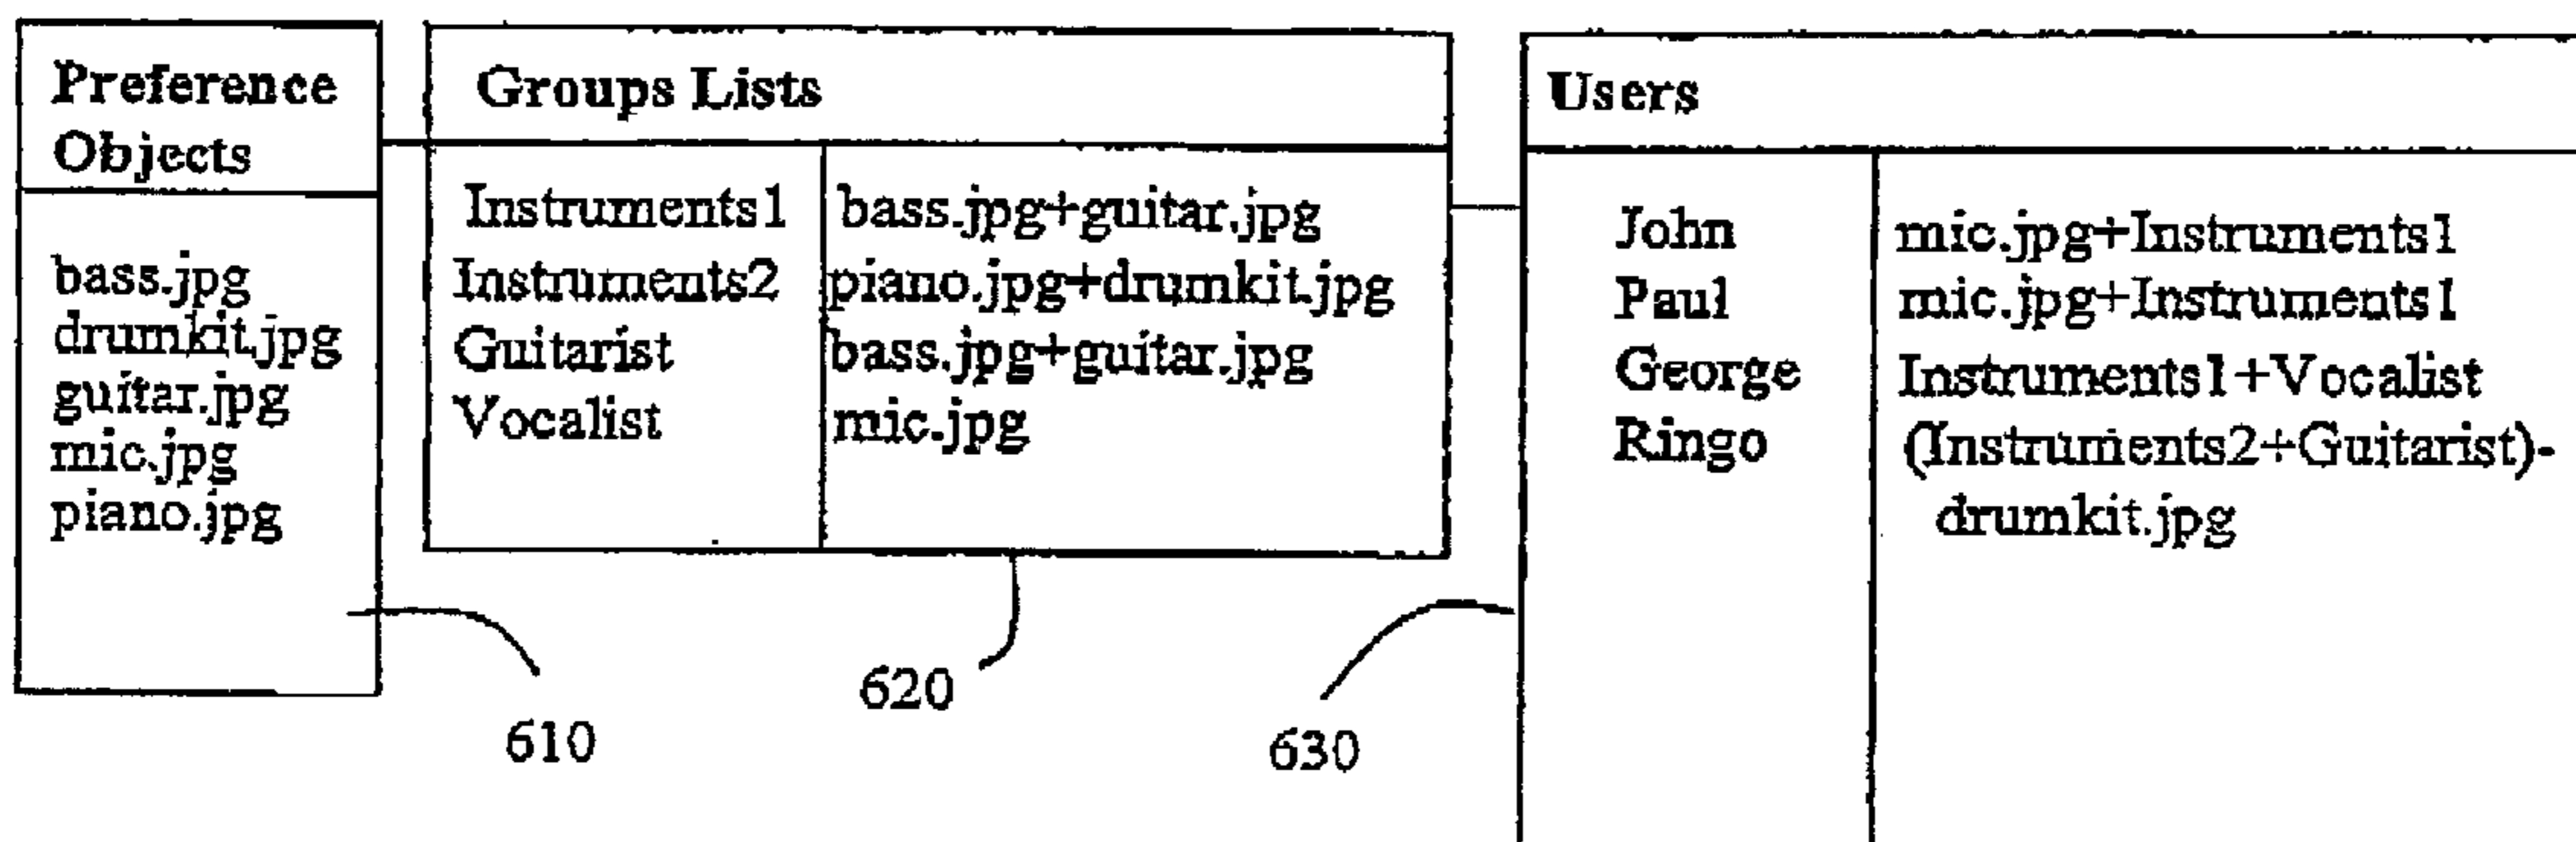 Preference
Objects
bass.jpg
drumkit.jpg
guitar.jpg
mic.jpg
piano.jpg
Groups Lists
Instruments1 bass.jpg+guitar.jpg
Instruments2 piano.jpg+drumkit.jpg
Guitarist bass.jpg+guitar.jpg
Vocalist mic.jpg
Users
John mic.jpg+Instruments1
Paul mic.jpg+Instruments1
George Instruments1+Vocalist
Ringo (Instruments2+Guitarist)-
drumkit.jpg
610
620
630